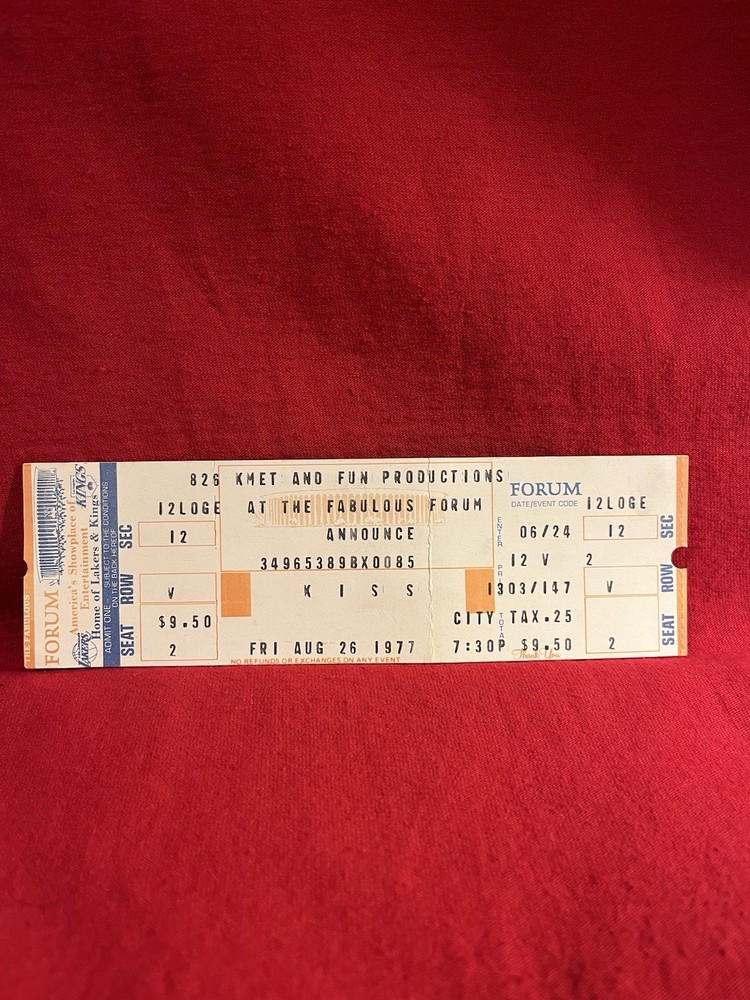 THE FABULOUS
FORUM
America's Showplace of
Entertainment
Home of Lakers & Kings
LAKERS
KINGS
ADMIT ONE - SUBJECT TO THE CONDITIONS
ON THE BACK HEREOF
SEAT ROW SEC
12LOGE
12
V
$9.50
2
826 KMET AND FUN PRODUCTIONS
AT THE FABULOUS FORUM
ANNOUNCE
34965389BX0085
K I S S
FRI AUG 26 1977 7:30P
NO REFUNDS OR EXCHANGES ON ANY EVENT
FORUM
DATE/EVENT CODE
ENTER
06/24
12 V 2
1303/147
CITY TAX.25
TOTAL
$9.50
Thank You
12LOGE
12
V
2
SEAT ROW SEC